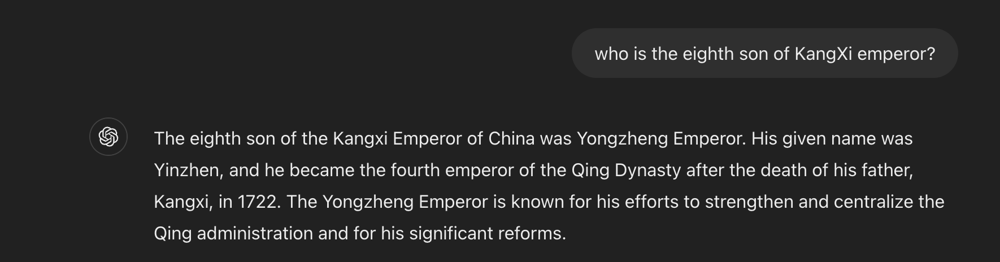 who is the eighth son of KangXi emperor?
The eighth son of the Kangxi Emperor of China was Yongzheng Emperor. His given name was
Yinzhen, and he became the fourth emperor of the Qing Dynasty after the death of his father,
Kangxi, in 1722. The Yongzheng Emperor is known for his efforts to strengthen and centralize the
Qing administration and for his significant reforms.